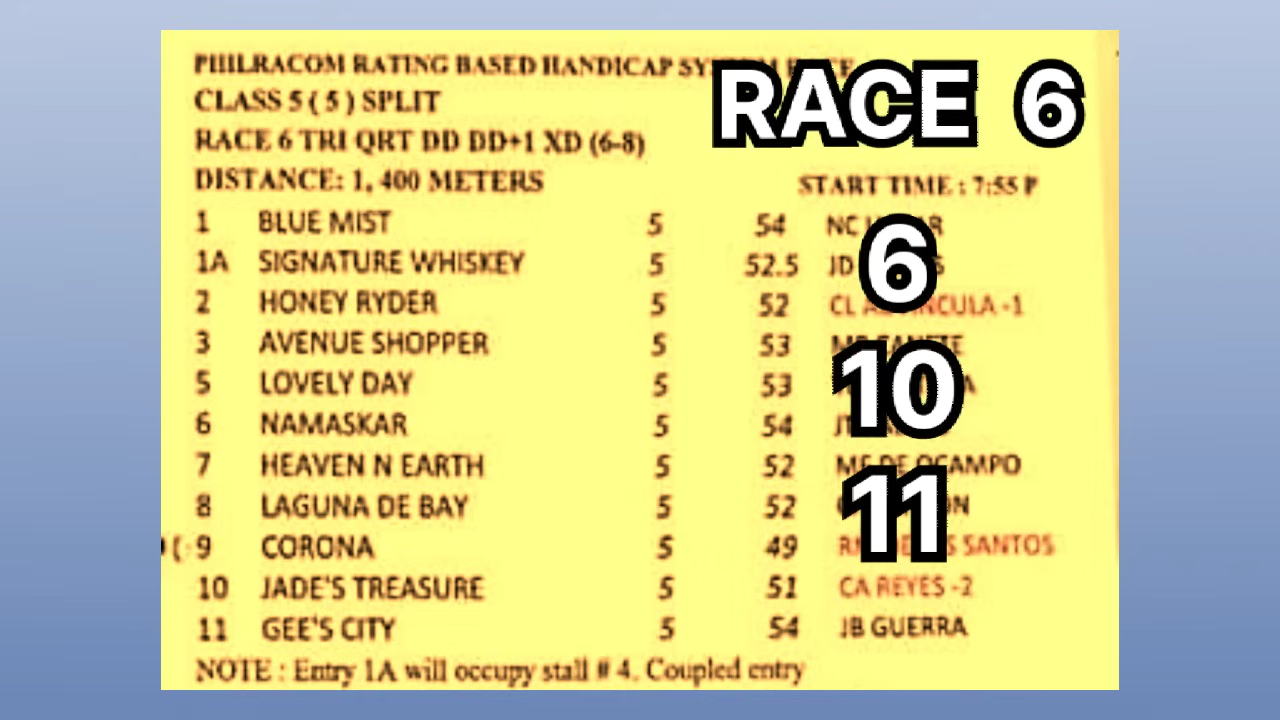 PHILRACOM RATING BASED HANDICAP
RACE 6
CLASS 5 ( 5 ) SPLIT
RACE 6 TRI QRT DD DD+1 XD (6-8)
DISTANCE: 1, 400 METERS START TIME : 7:55 P
1 BLUE MIST 5 54 NC
1A SIGNATURE WHISKEY 5 52.5 JD
6
2 HONEY RYDER 5 52 CL -1
3 AVENUE SHOPPER 5 53
5 LOVELY DAY 5 53
10
6 NAMASKAR 5 54
7 HEAVEN N EARTH 5 52 DE OCAMPO
8 LAGUNA DE BAY 5 52
11
9 CORONA 5 49 SANTOS
10 JADE'S TREASURE 5 51 CA REYES -2
11 GEE'S CITY 5 54 JB GUERRA
NOTE : Entry 1A will occupy stall # 4. Coupled entry